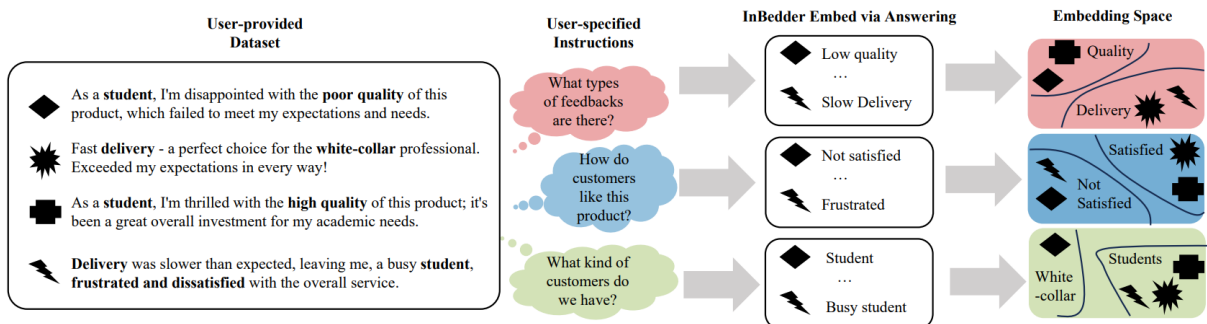 User-provided
Dataset
As a student, I'm disappointed with the poor quality of this
product, which failed to meet my expectations and needs.
Fast delivery - a perfect choice for the white-collar professional.
Exceeded my expectations in every way!
As a student, I'm thrilled with the high quality of this product; it's
been a great overall investment for my academic needs.
Delivery was slower than expected, leaving me, a busy student,
frustrated and dissatisfied with the overall service.
User-specified
Instructions
What types
of feedbacks
are there?
How do
customers
like this
product?
What kind of
customers do
we have?
InBedder Embed via Answering
Low quality
...
Slow Delivery
Not satisfied
...
Frustrated
Student
...
Busy student
Embedding Space
Quality
Delivery
Satisfied
Not
Satisfied
White
-collar
Students